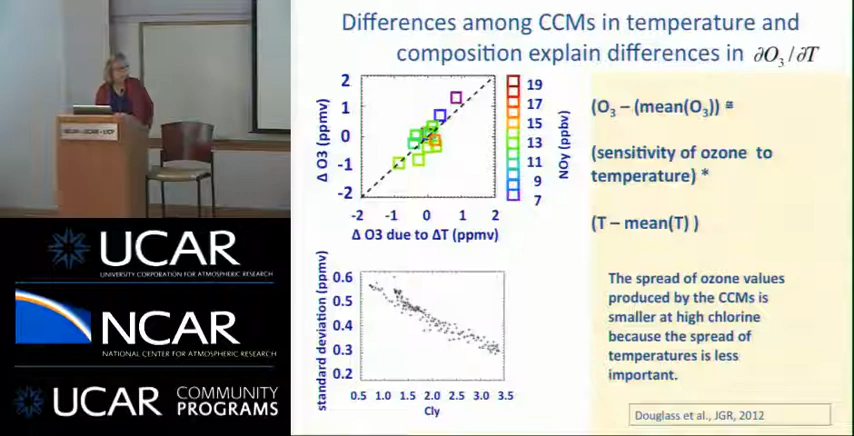 Differences among CCMs in temperature and
composition explain differences in ∂O3/∂T
2
1
0
-1
-2
Δ O3 (ppmv)
-2 -1 0 1 2
Δ O3 due to ΔT (ppmv)
19
17
15
13
11
9
7
NOy (ppbv)
(O3 – (mean(O3)) ≅
(sensitivity of ozone to
temperature) *
(T – mean(T) )
0.6
0.5
0.4
0.3
0.2
standard deviation (ppmv)
0.5 1.0 1.5 2.0 2.5 3.0 3.5
Cly
The spread of ozone values
produced by the CCMs is
smaller at high chlorine
because the spread of
temperatures is less
important.
Douglass et al., JGR, 2012
UCAR
UNIVERSITY CORPORATION FOR ATMOSPHERIC RESEARCH
NCAR
NATIONAL CENTER FOR ATMOSPHERIC RESEARCH
UCAR COMMUNITY
PROGRAMS